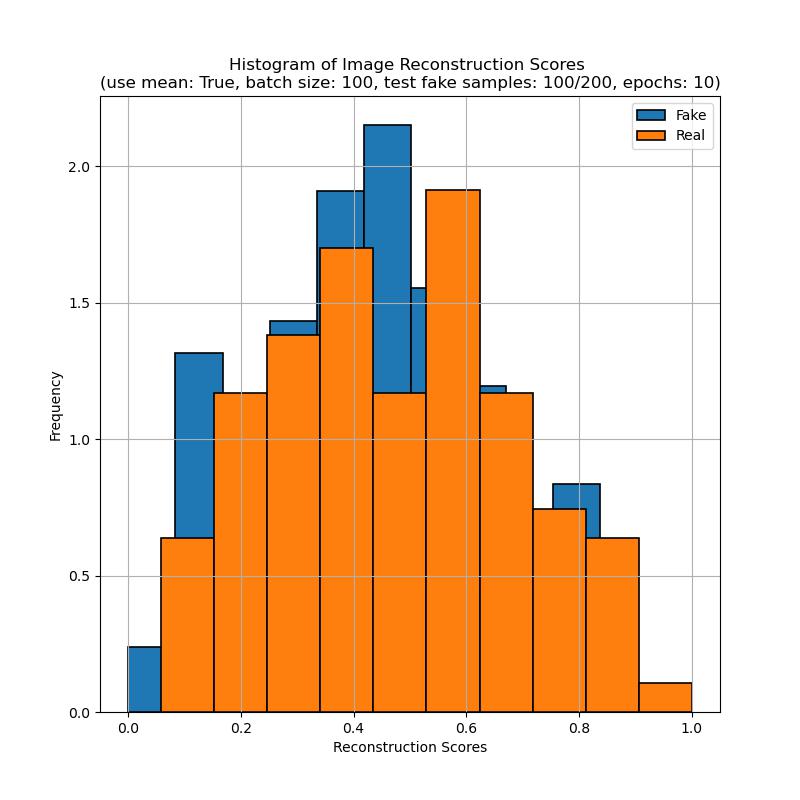 Histogram of Image Reconstruction Scores
(use mean: True, batch size: 100, test fake samples: 100/200, epochs: 10)
Fake
Real
2.0
1.5
1.0
0.5
0.0
Frequency
0.0 0.2 0.4 0.6 0.8 1.0
Reconstruction Scores